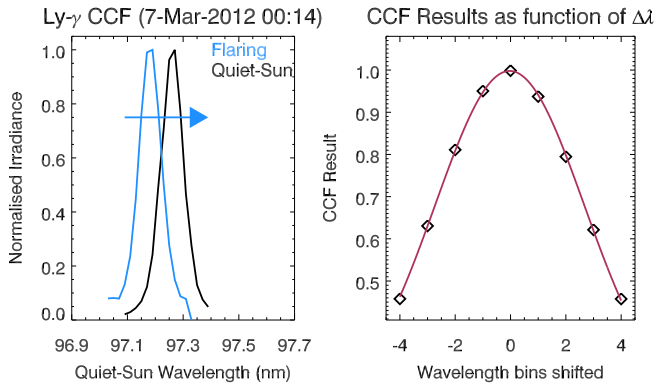 Ly-γ CCF (7-Mar-2012 00:14)
Flaring
Quiet-Sun
Normalised Irradiance
1.0
0.8
0.6
0.4
0.2
0.0
96.9 97.1 97.3 97.5 97.7
Quiet-Sun Wavelength (nm)
CCF Results as function of Δλ
CCF Result
1.0
0.9
0.8
0.7
0.6
0.5
-4 -2 0 2 4
Wavelength bins shifted